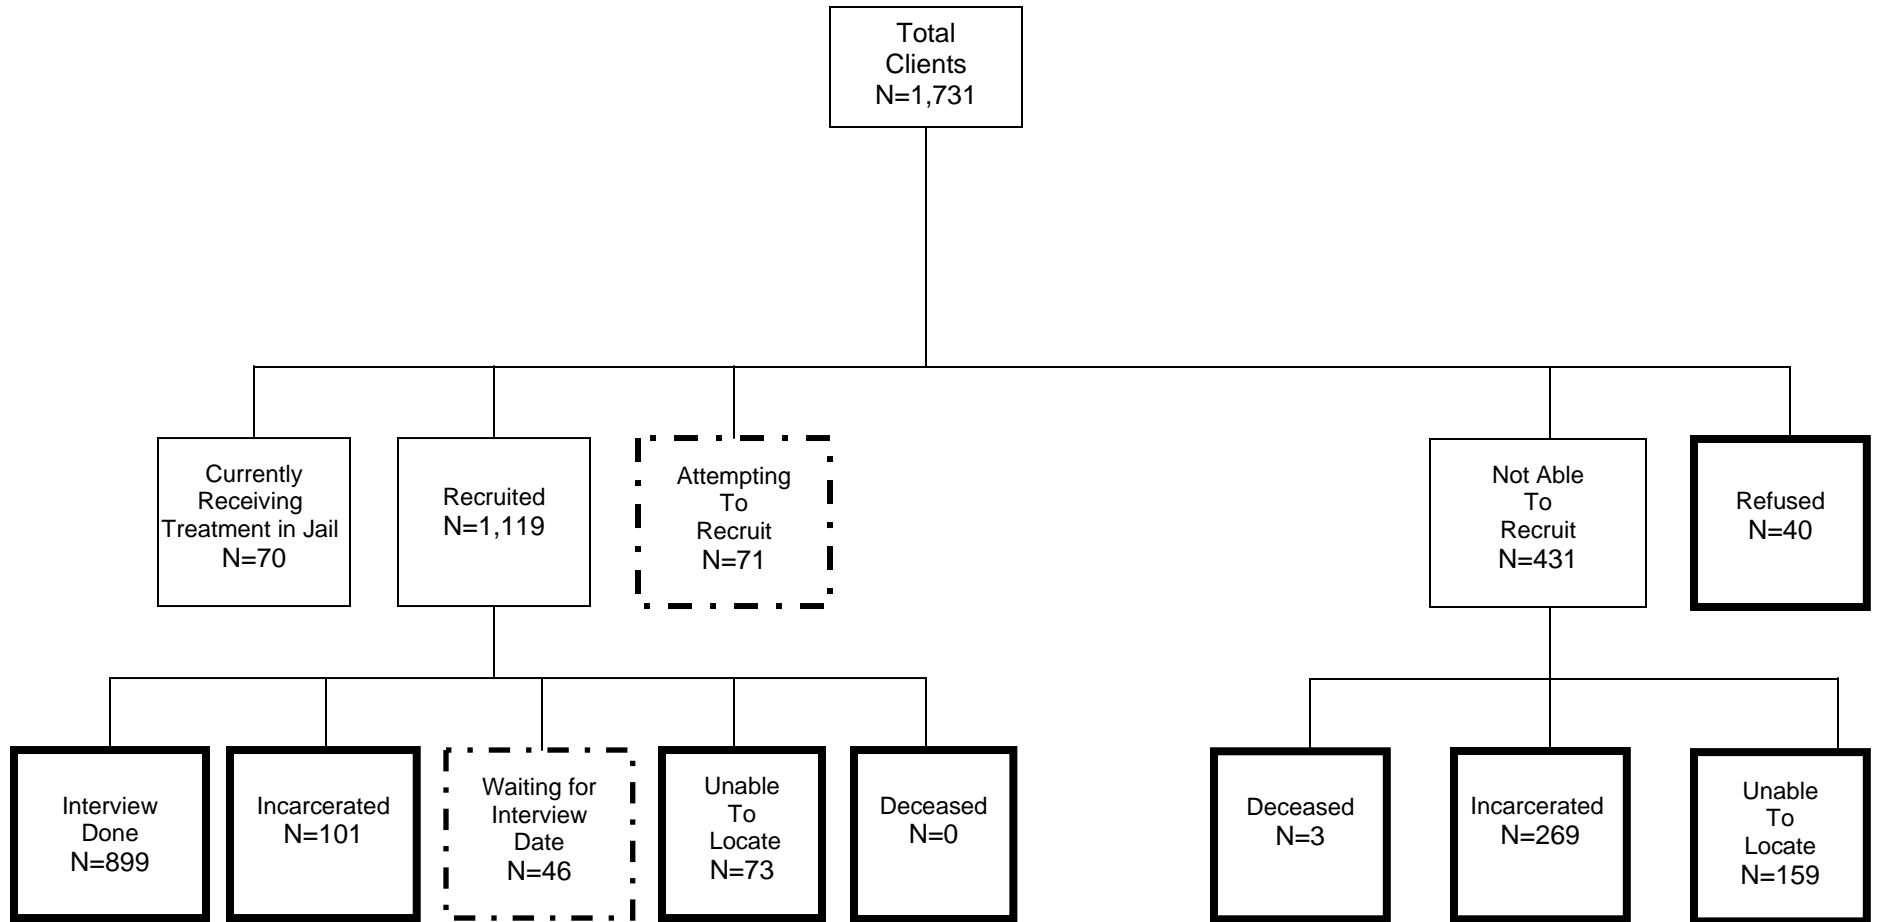 Total
Clients
N=1,731
Currently
Receiving
Treatment in Jail
N=70
Recruited
N=1,119
Attempting
To
Recruit
N=71
Not Able
To
Recruit
N=431
Refused
N=40
Interview
Done
N=899
Incarcerated
N=101
Waiting for
Interview
Date
N=46
Unable
To
Locate
N=73
Deceased
N=0
Deceased
N=3
Incarcerated
N=269
Unable
To
Locate
N=159